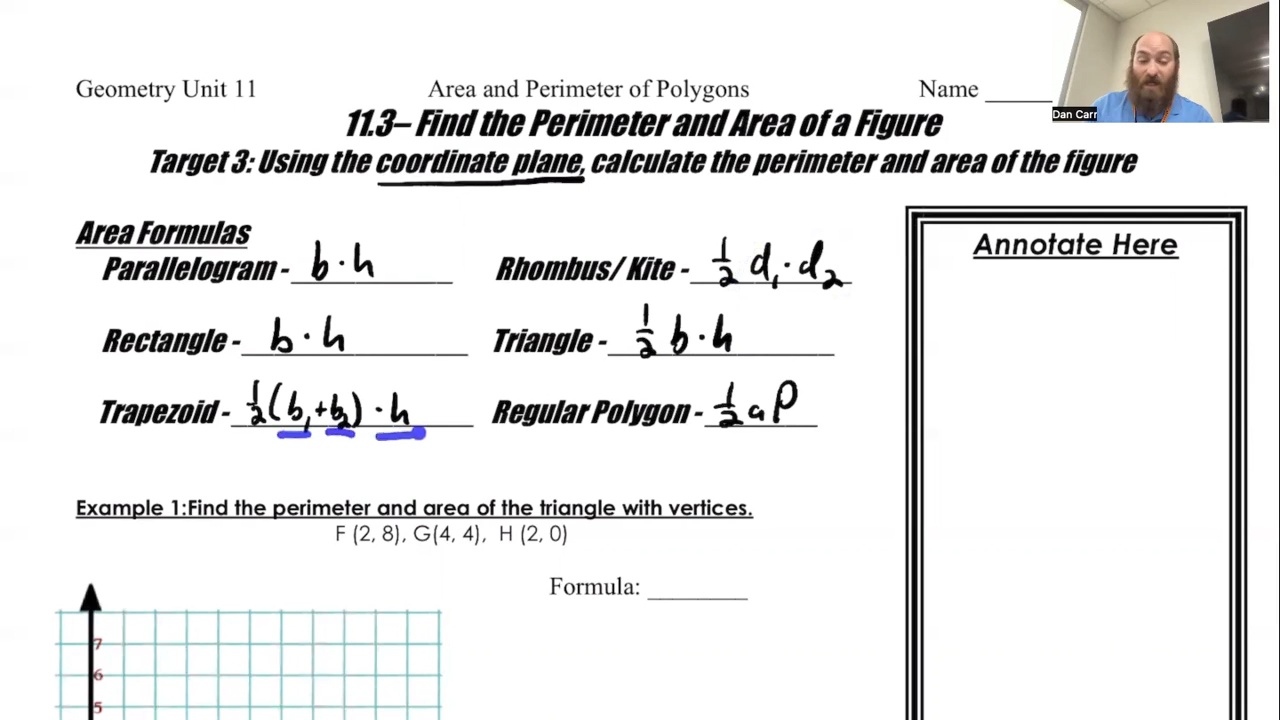 Geometry Unit 11 Area and Perimeter of Polygons Name ______
Dan Carr
11.3– Find the Perimeter and Area of a Figure
Target 3: Using the coordinate plane, calculate the perimeter and area of the figure
Area Formulas
Parallelogram - b · h
Rhombus/ Kite - 1/2 d₁ · d₂
Rectangle - b · h
Triangle - 1/2 b · h
Trapezoid - 1/2 (b₁ + b₂) · h
Regular Polygon - 1/2 a P
Annotate Here
Example 1:Find the perimeter and area of the triangle with vertices.
F (2, 8), G(4, 4), H (2, 0)
Formula: ________
7
6
5